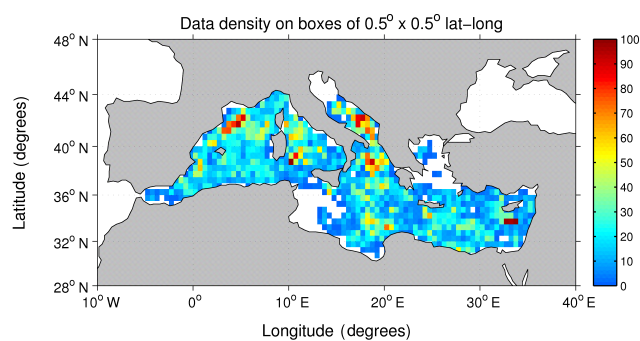 Data density on boxes of 0.5° x 0.5° lat−long
48° N
44° N
40° N
36° N
32° N
28° N
10° W
0°
10° E
20° E
30° E
40° E
Latitude (degrees)
Longitude (degrees)
100
90
80
70
60
50
40
30
20
10
0